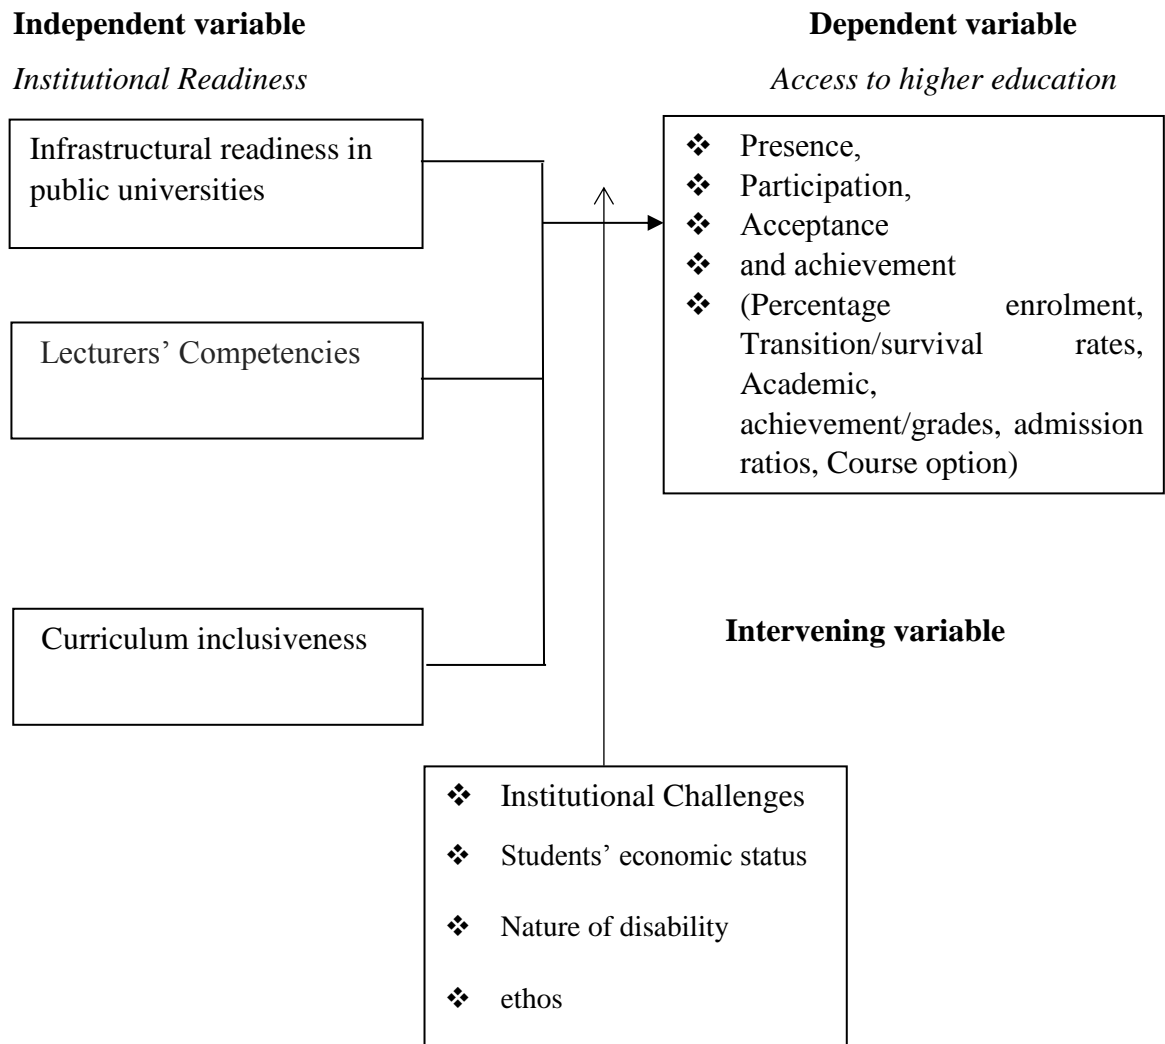 Independent variable
Institutional Readiness
Infrastructural readiness in
public universities
Lecturers’ Competencies
Curriculum inclusiveness
Dependent variable
Access to higher education
❖ Presence,
❖ Participation,
❖ Acceptance
❖ and achievement
❖ (Percentage enrolment,
Transition/survival rates,
Academic,
achievement/grades, admission
ratios, Course option)
Intervening variable
❖ Institutional Challenges
❖ Students’ economic status
❖ Nature of disability
❖ ethos